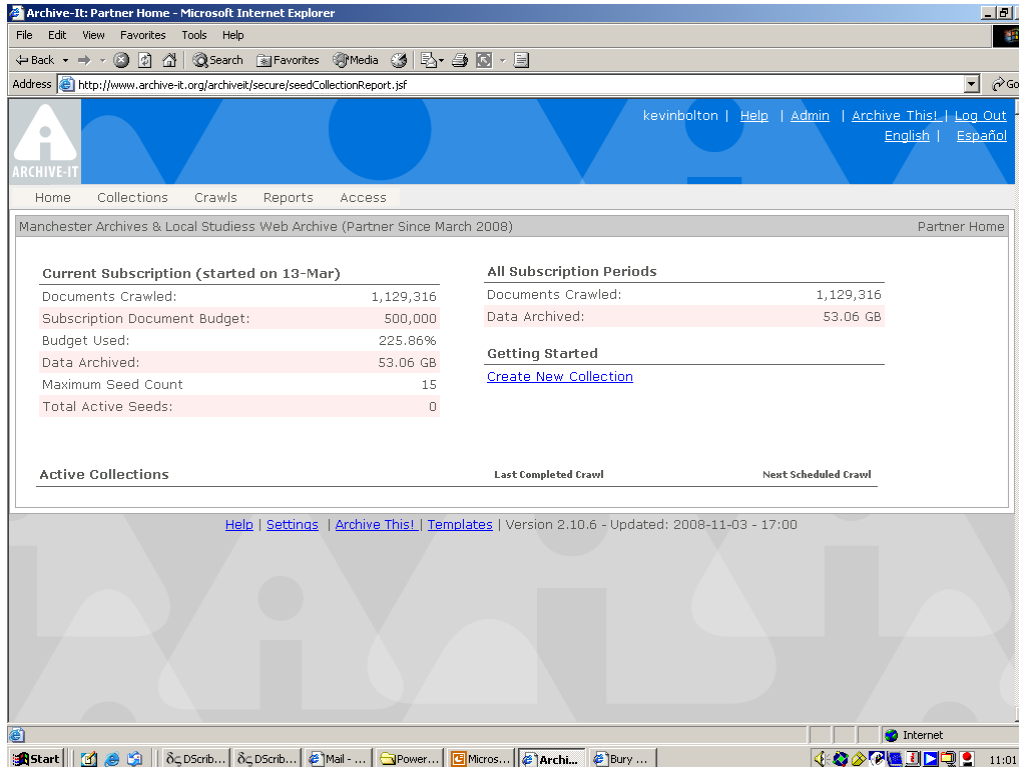 Archive-It: Partner Home - Microsoft Internet Explorer
File Edit View Favorites Tools Help
Back Search Favorites Media
Address http://www.archive-it.org/archiveit/secure/seedCollectionReport.jsf Go
kevinbolton | Help | Admin | Archive This! | Log Out
English | Español
ARCHIVE-IT
Home Collections Crawls Reports Access
Manchester Archives & Local Studiess Web Archive (Partner Since March 2008) Partner Home
Current Subscription (started on 13-Mar)
Documents Crawled: 1,129,316
Subscription Document Budget: 500,000
Budget Used: 225.86%
Data Archived: 53.06 GB
Maximum Seed Count 15
Total Active Seeds: 0
All Subscription Periods
Documents Crawled: 1,129,316
Data Archived: 53.06 GB
Getting Started
Create New Collection
Active Collections Last Completed Crawl Next Scheduled Crawl
Help | Settings | Archive This! | Templates | Version 2.10.6 - Updated: 2008-11-03 - 17:00
Internet
Start DScrib... DScrib... Mail - ... Power... Micros... Archi... Bury ... 11:01